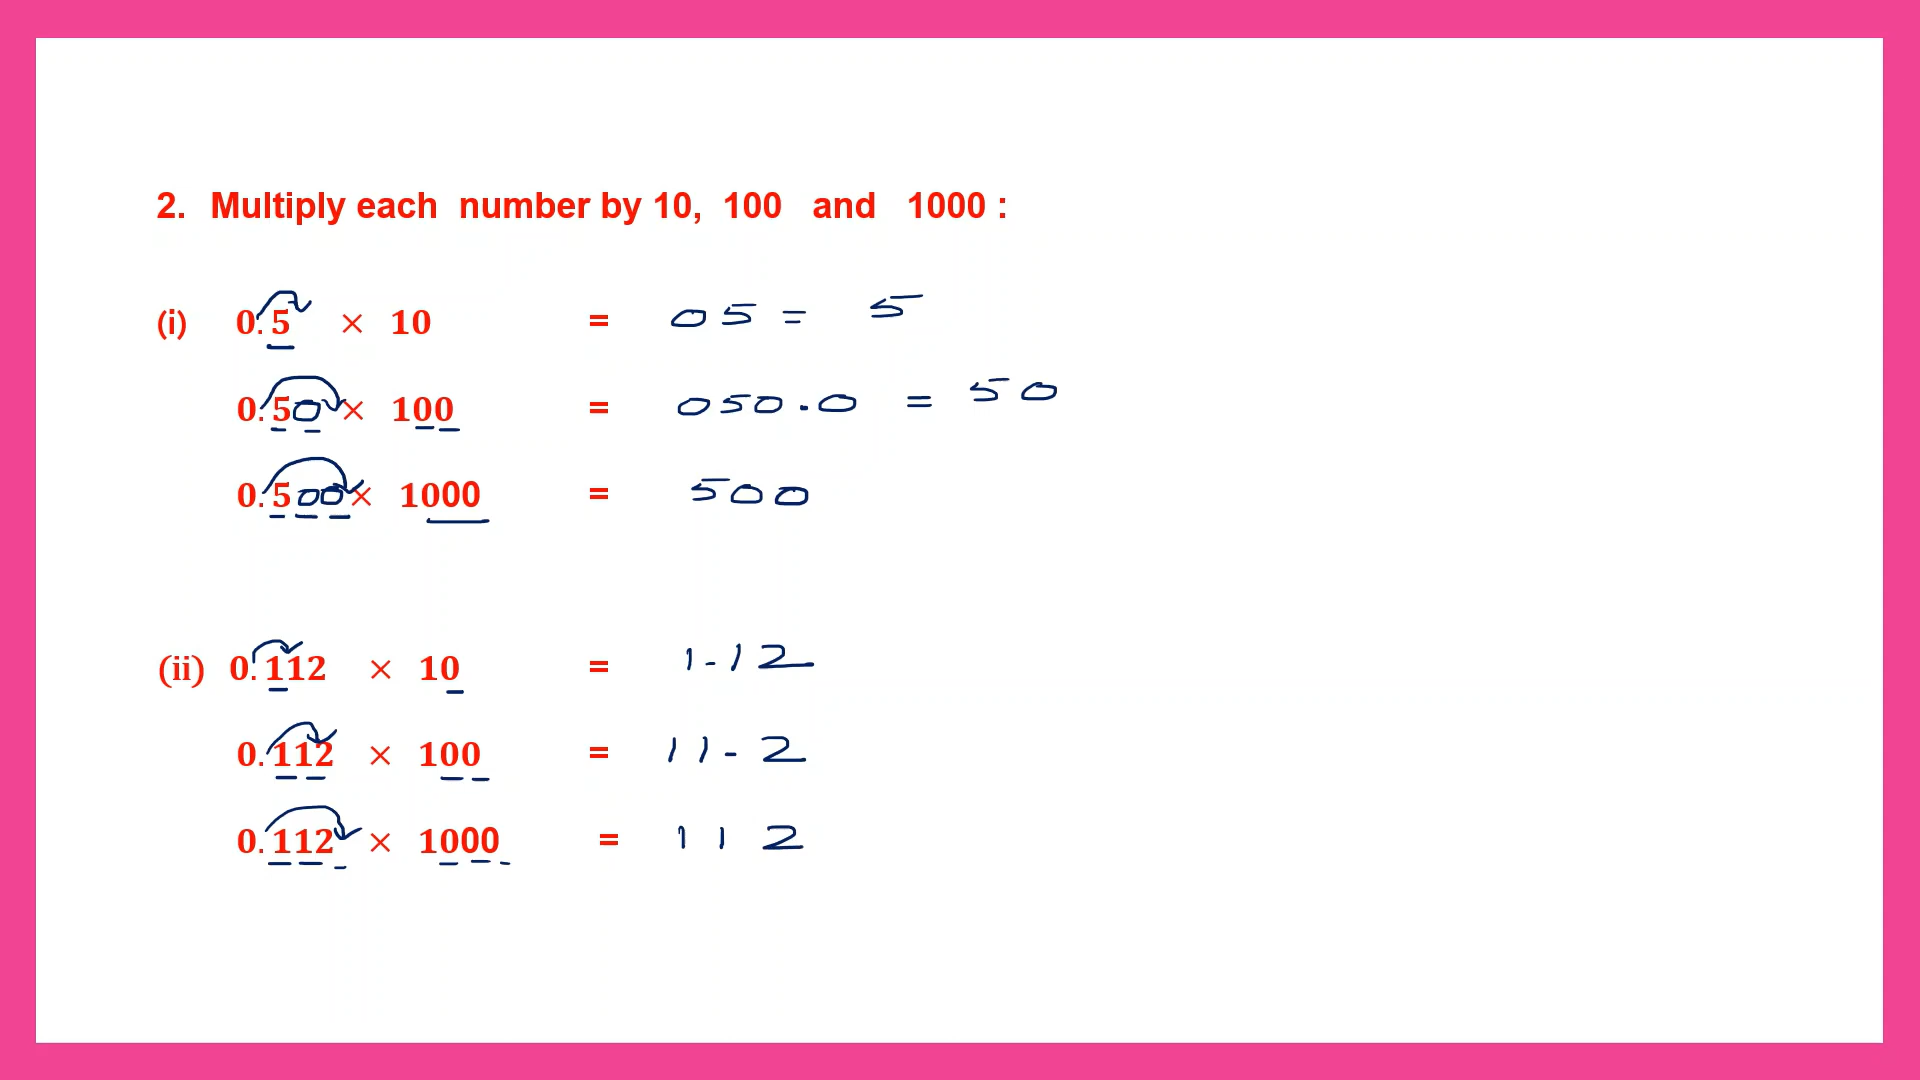 2. Multiply each number by 10, 100 and 1000 :
(i) 0.5 × 10 = 05 = 5
0.50 × 100 = 050.0 = 50
0.500 × 1000 = 500
(ii) 0.112 × 10 = 1.12
0.112 × 100 = 11.2
0.112 × 1000 = 112